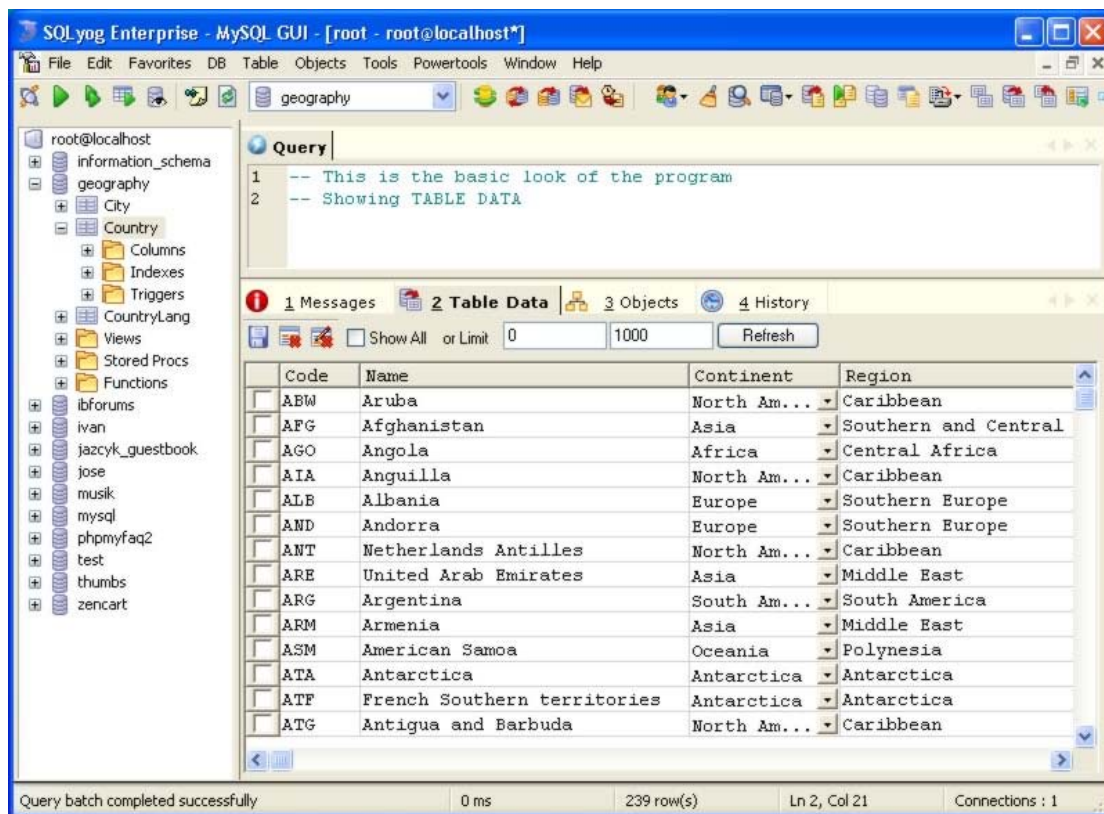 SQLyog Enterprise - MySQL GUI - [root - root@localhost*]
File Edit Favorites DB Table Objects Tools Powertools Window Help
geography
root@localhost
information_schema
geography
City
Country
Columns
Indexes
Triggers
CountryLang
Views
Stored Procs
Functions
ibforums
ivan
jazcyk_guestbook
jose
musik
mysql
phpmyfaq2
test
thumbs
zencart
Query
1 -- This is the basic look of the program
2 -- Showing TABLE DATA
1 Messages 2 Table Data 3 Objects 4 History
Show All or Limit 0 1000 Refresh
Code Name Continent Region
ABW Aruba North Am... Caribbean
AFG Afghanistan Asia Southern and Central
AGO Angola Africa Central Africa
AIA Anguilla North Am... Caribbean
ALB Albania Europe Southern Europe
AND Andorra Europe Southern Europe
ANT Netherlands Antilles North Am... Caribbean
ARE United Arab Emirates Asia Middle East
ARG Argentina South Am... South America
ARM Armenia Asia Middle East
ASM American Samoa Oceania Polynesia
ATA Antarctica Antarctica Antarctica
ATF French Southern territories Antarctica Antarctica
ATG Antigua and Barbuda North Am... Caribbean
Query batch completed successfully 0 ms 239 row(s) Ln 2, Col 21 Connections : 1